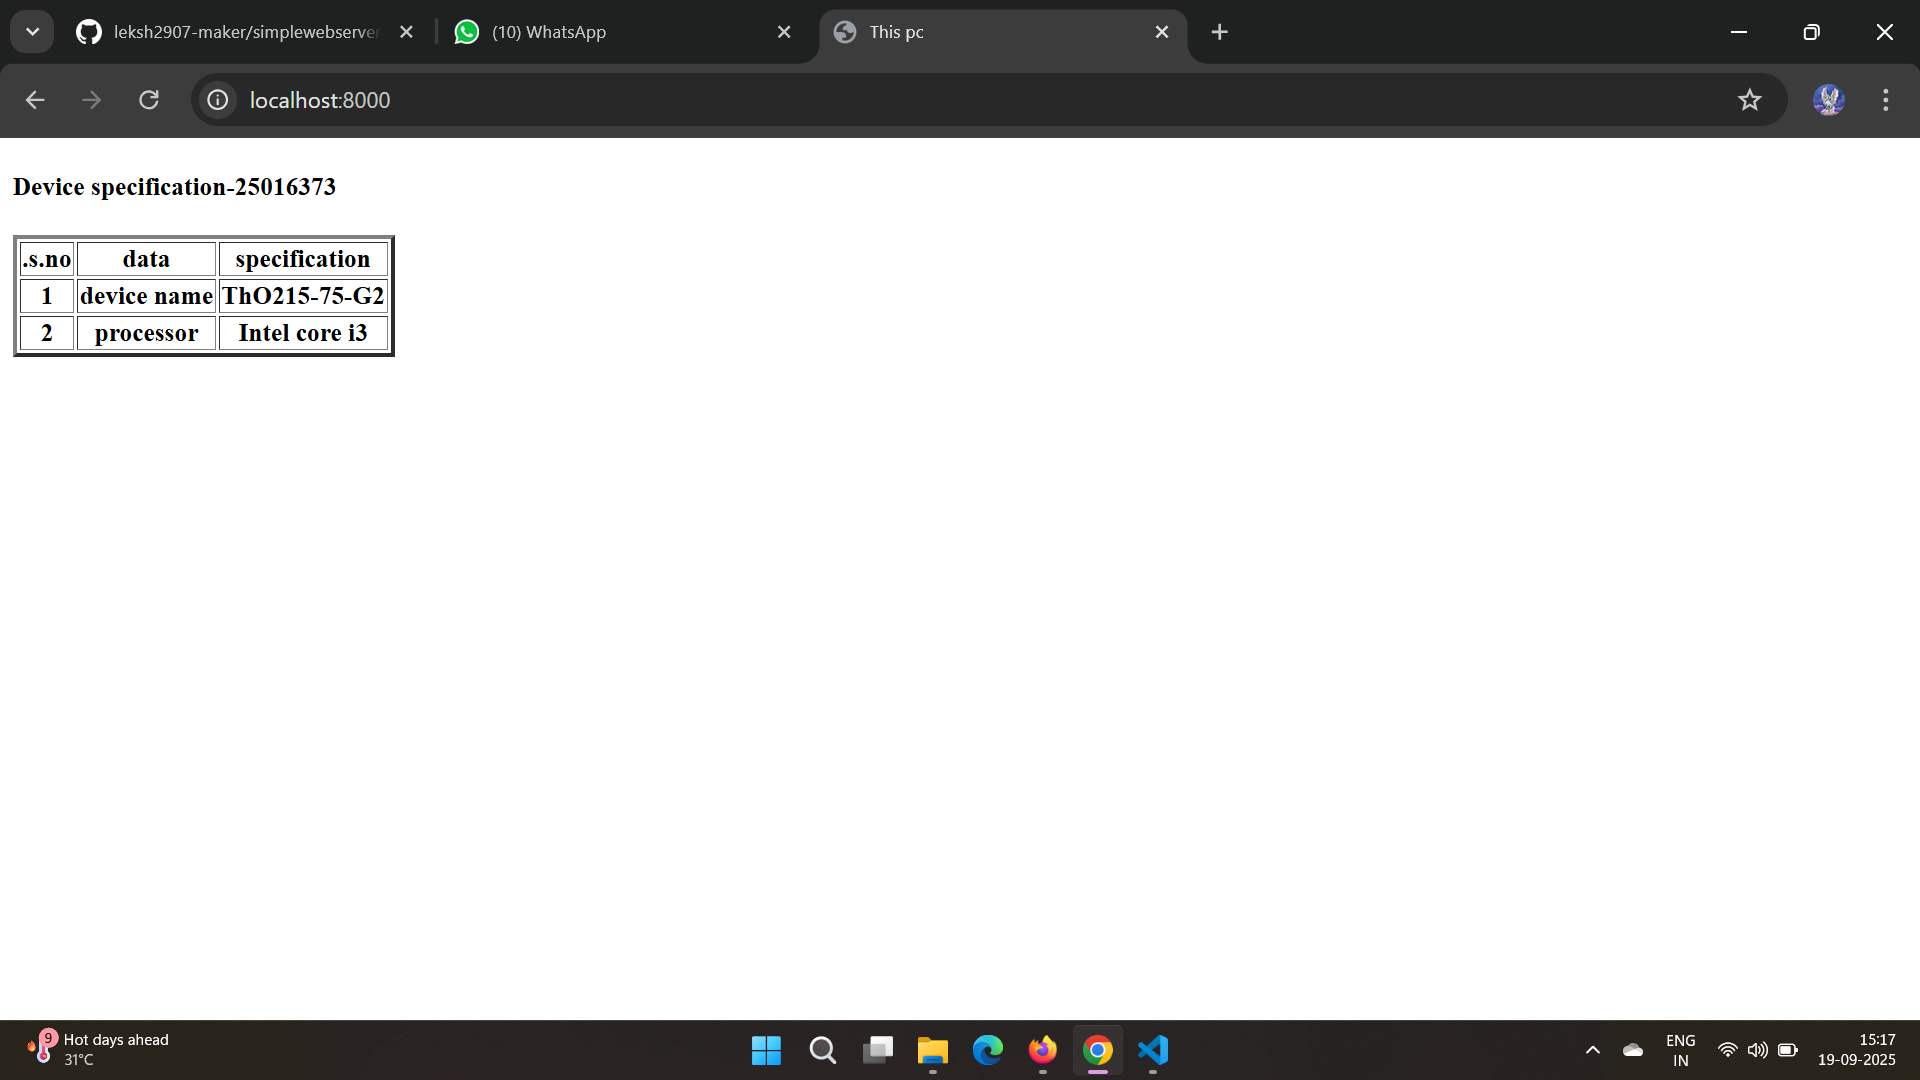 leksh2907-maker/simplewebserver
(10) WhatsApp
This pc
localhost:8000
Device specification-25016373
.s.no data specification
1 device name ThO215-75-G2
2 processor Intel core i3
9
Hot days ahead
31°C
ENG
IN
15:17
19-09-2025